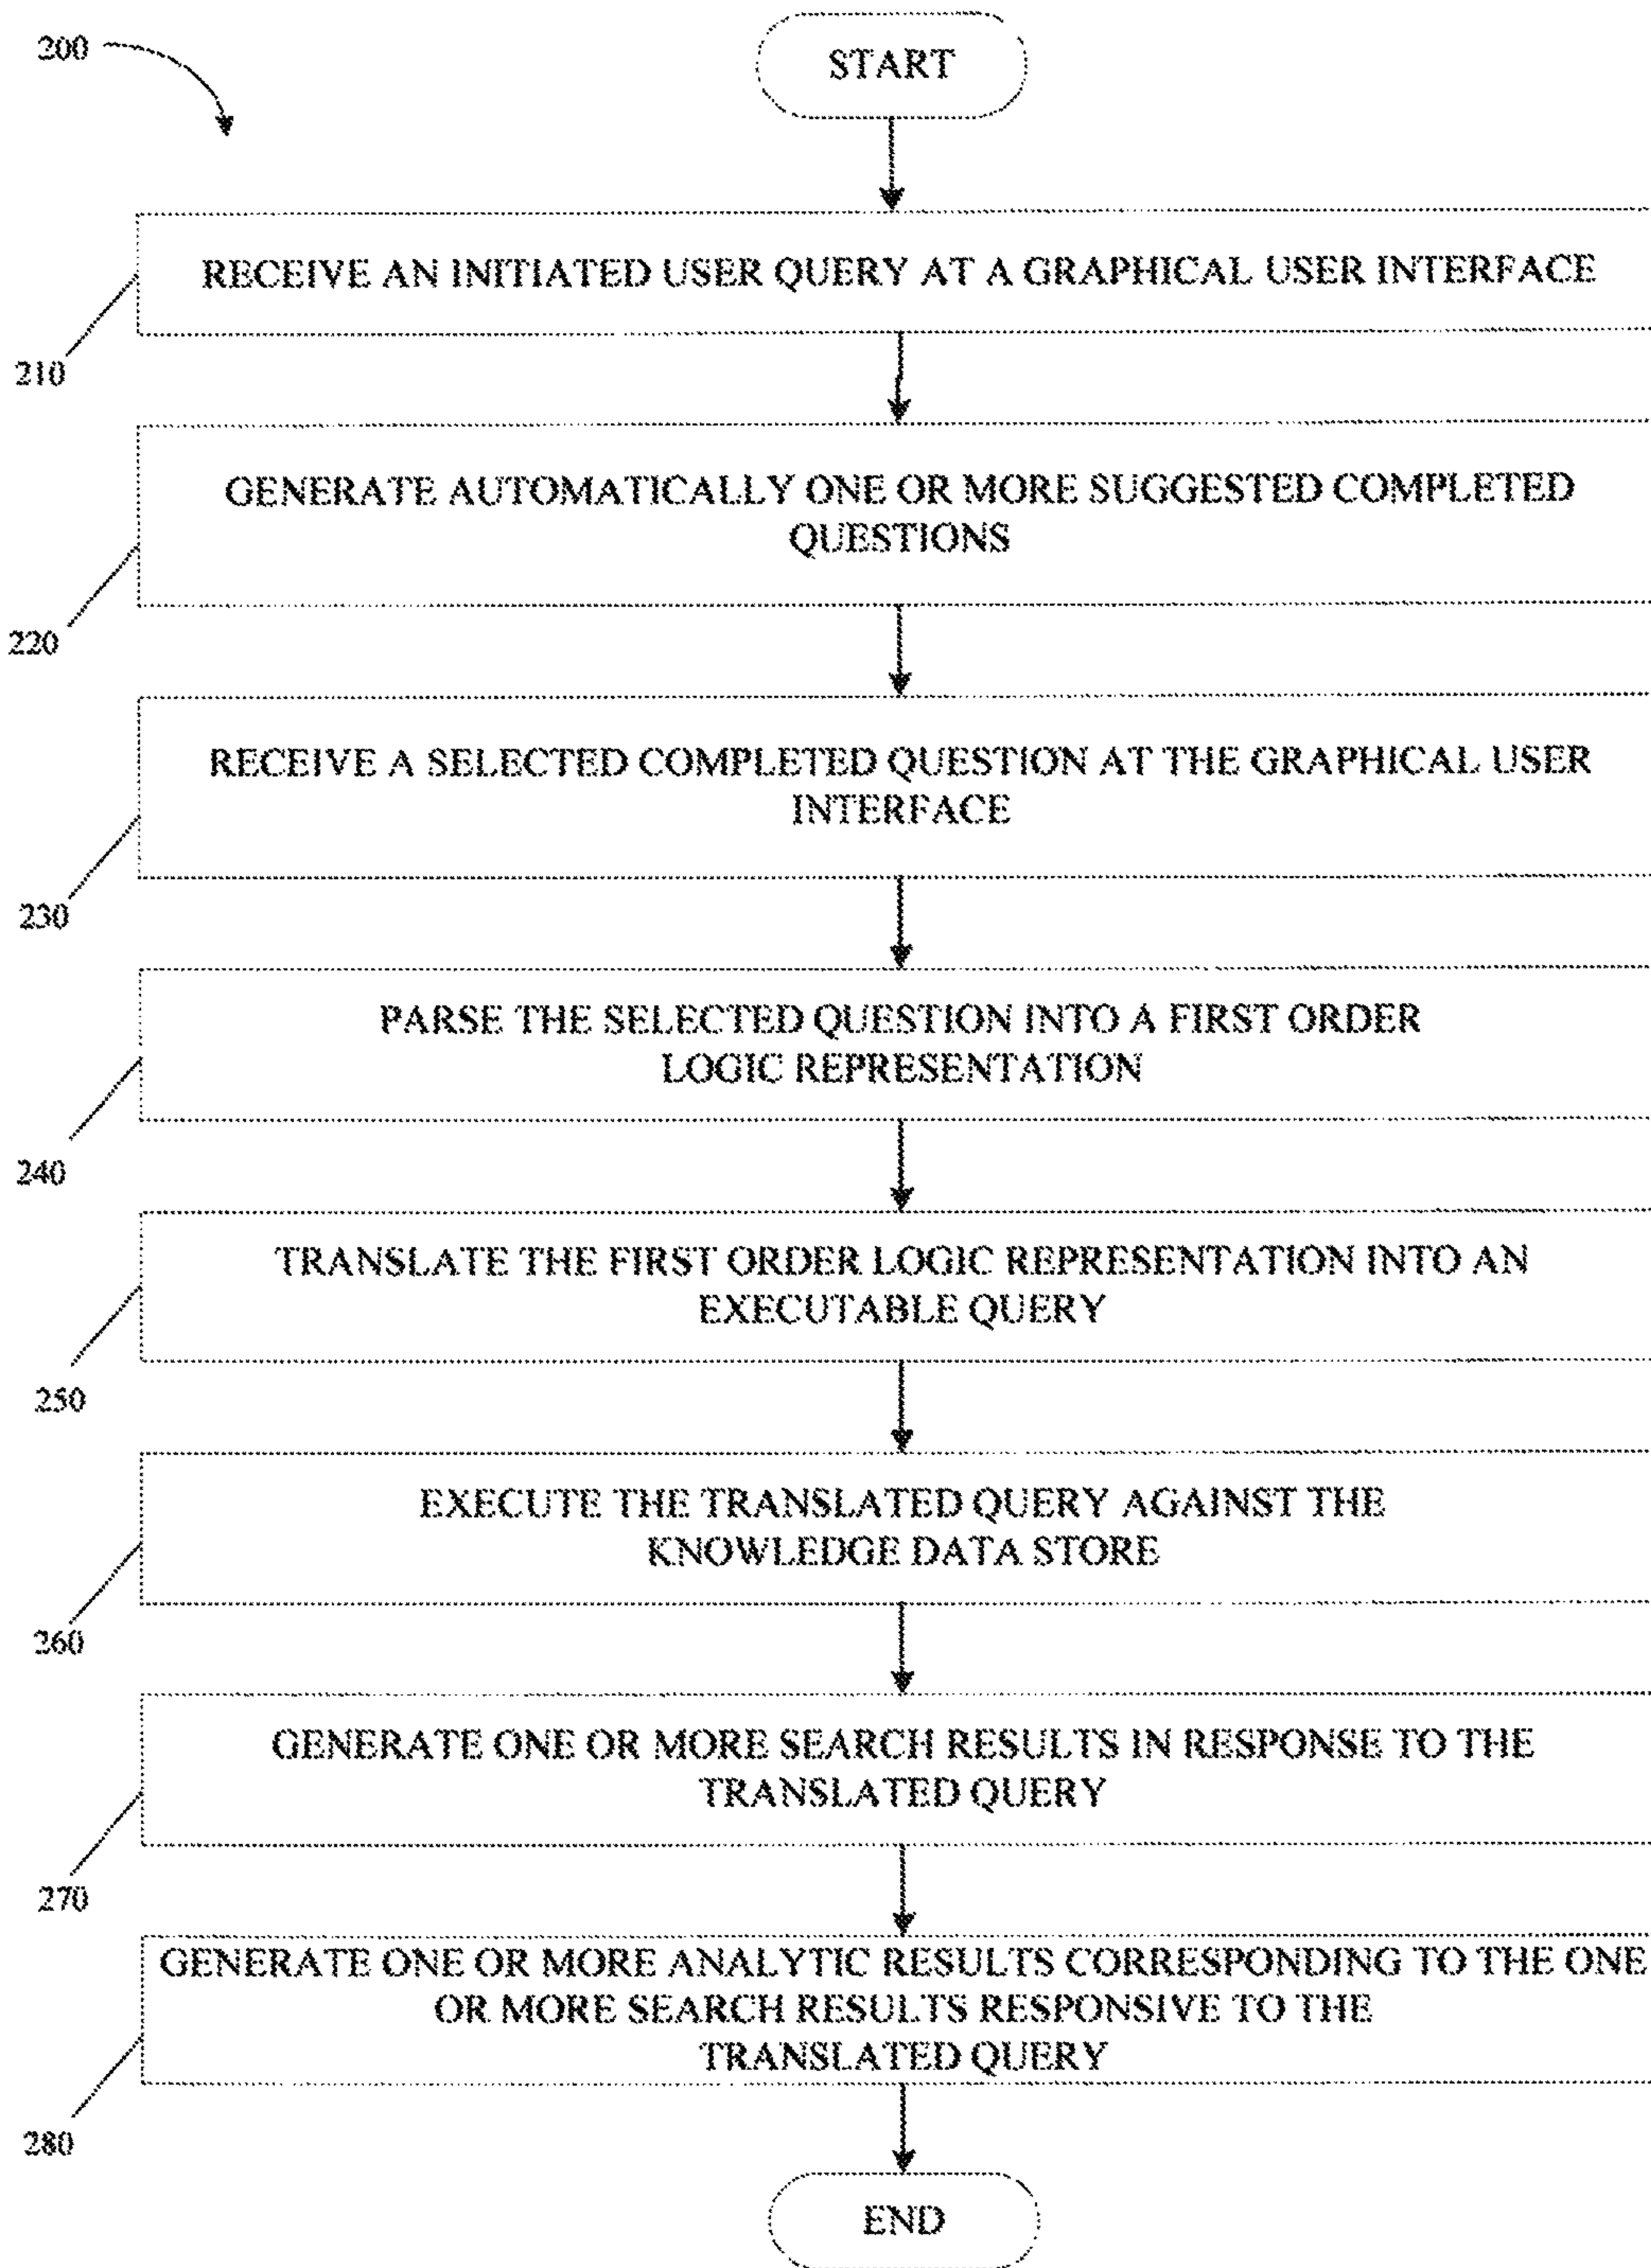 200
START
RECEIVE AN INITIATED USER QUERY AT A GRAPHICAL USER INTERFACE
210
GENERATE AUTOMATICALLY ONE OR MORE SUGGESTED COMPLETED
QUESTIONS
220
RECEIVE A SELECTED COMPLETED QUESTION AT THE GRAPHICAL USER
INTERFACE
230
PARSE THE SELECTED QUESTION INTO A FIRST ORDER
LOGIC REPRESENTATION
240
TRANSLATE THE FIRST ORDER LOGIC REPRESENTATION INTO AN
EXECUTABLE QUERY
250
EXECUTE THE TRANSLATED QUERY AGAINST THE
KNOWLEDGE DATA STORE
260
GENERATE ONE OR MORE SEARCH RESULTS IN RESPONSE TO THE
TRANSLATED QUERY
270
GENERATE ONE OR MORE ANALYTIC RESULTS CORRESPONDING TO THE ONE
OR MORE SEARCH RESULTS RESPONSIVE TO THE
TRANSLATED QUERY
280
END